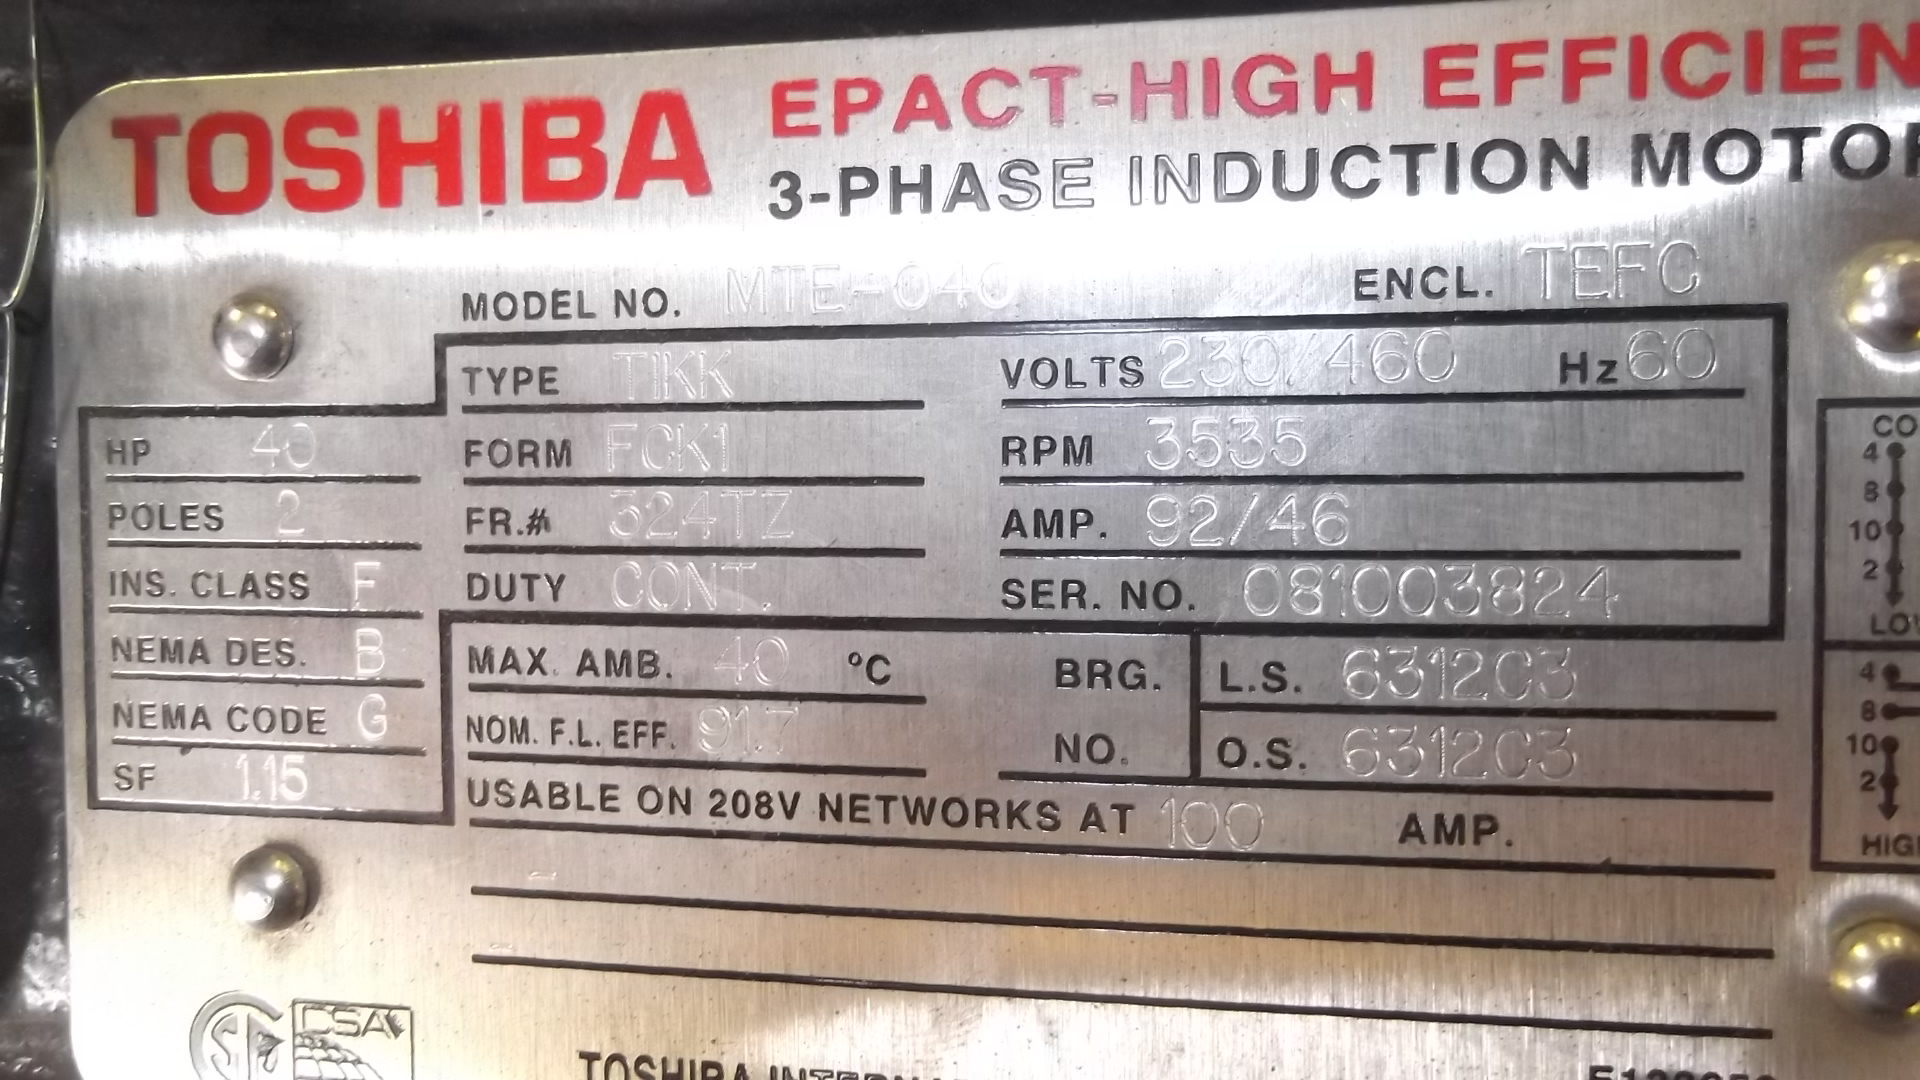 TOSHIBA EPACT-HIGH EFFICIEN
3-PHASE INDUCTION MOTOR
MODEL NO. MTE-040 ENCL. TEFC
TYPE TIKK VOLTS 230/460 Hz 60
HP 40 FORM FCK1 RPM 3535
POLES 2 FR.# 324TZ AMP. 92/46
INS. CLASS F DUTY CONT. SER. NO. 081003824
NEMA DES. B MAX. AMB. 40 °C BRG. L.S. 6312C3
NEMA CODE G NOM. F.L. EFF. 91.7 NO. O.S. 6312C3
SF 1.15 USABLE ON 208V NETWORKS AT 100 AMP.
CO
4
8
10
2
LOW
4
8
10
2
HIGH
CSA
TOSHIBA INTERNA